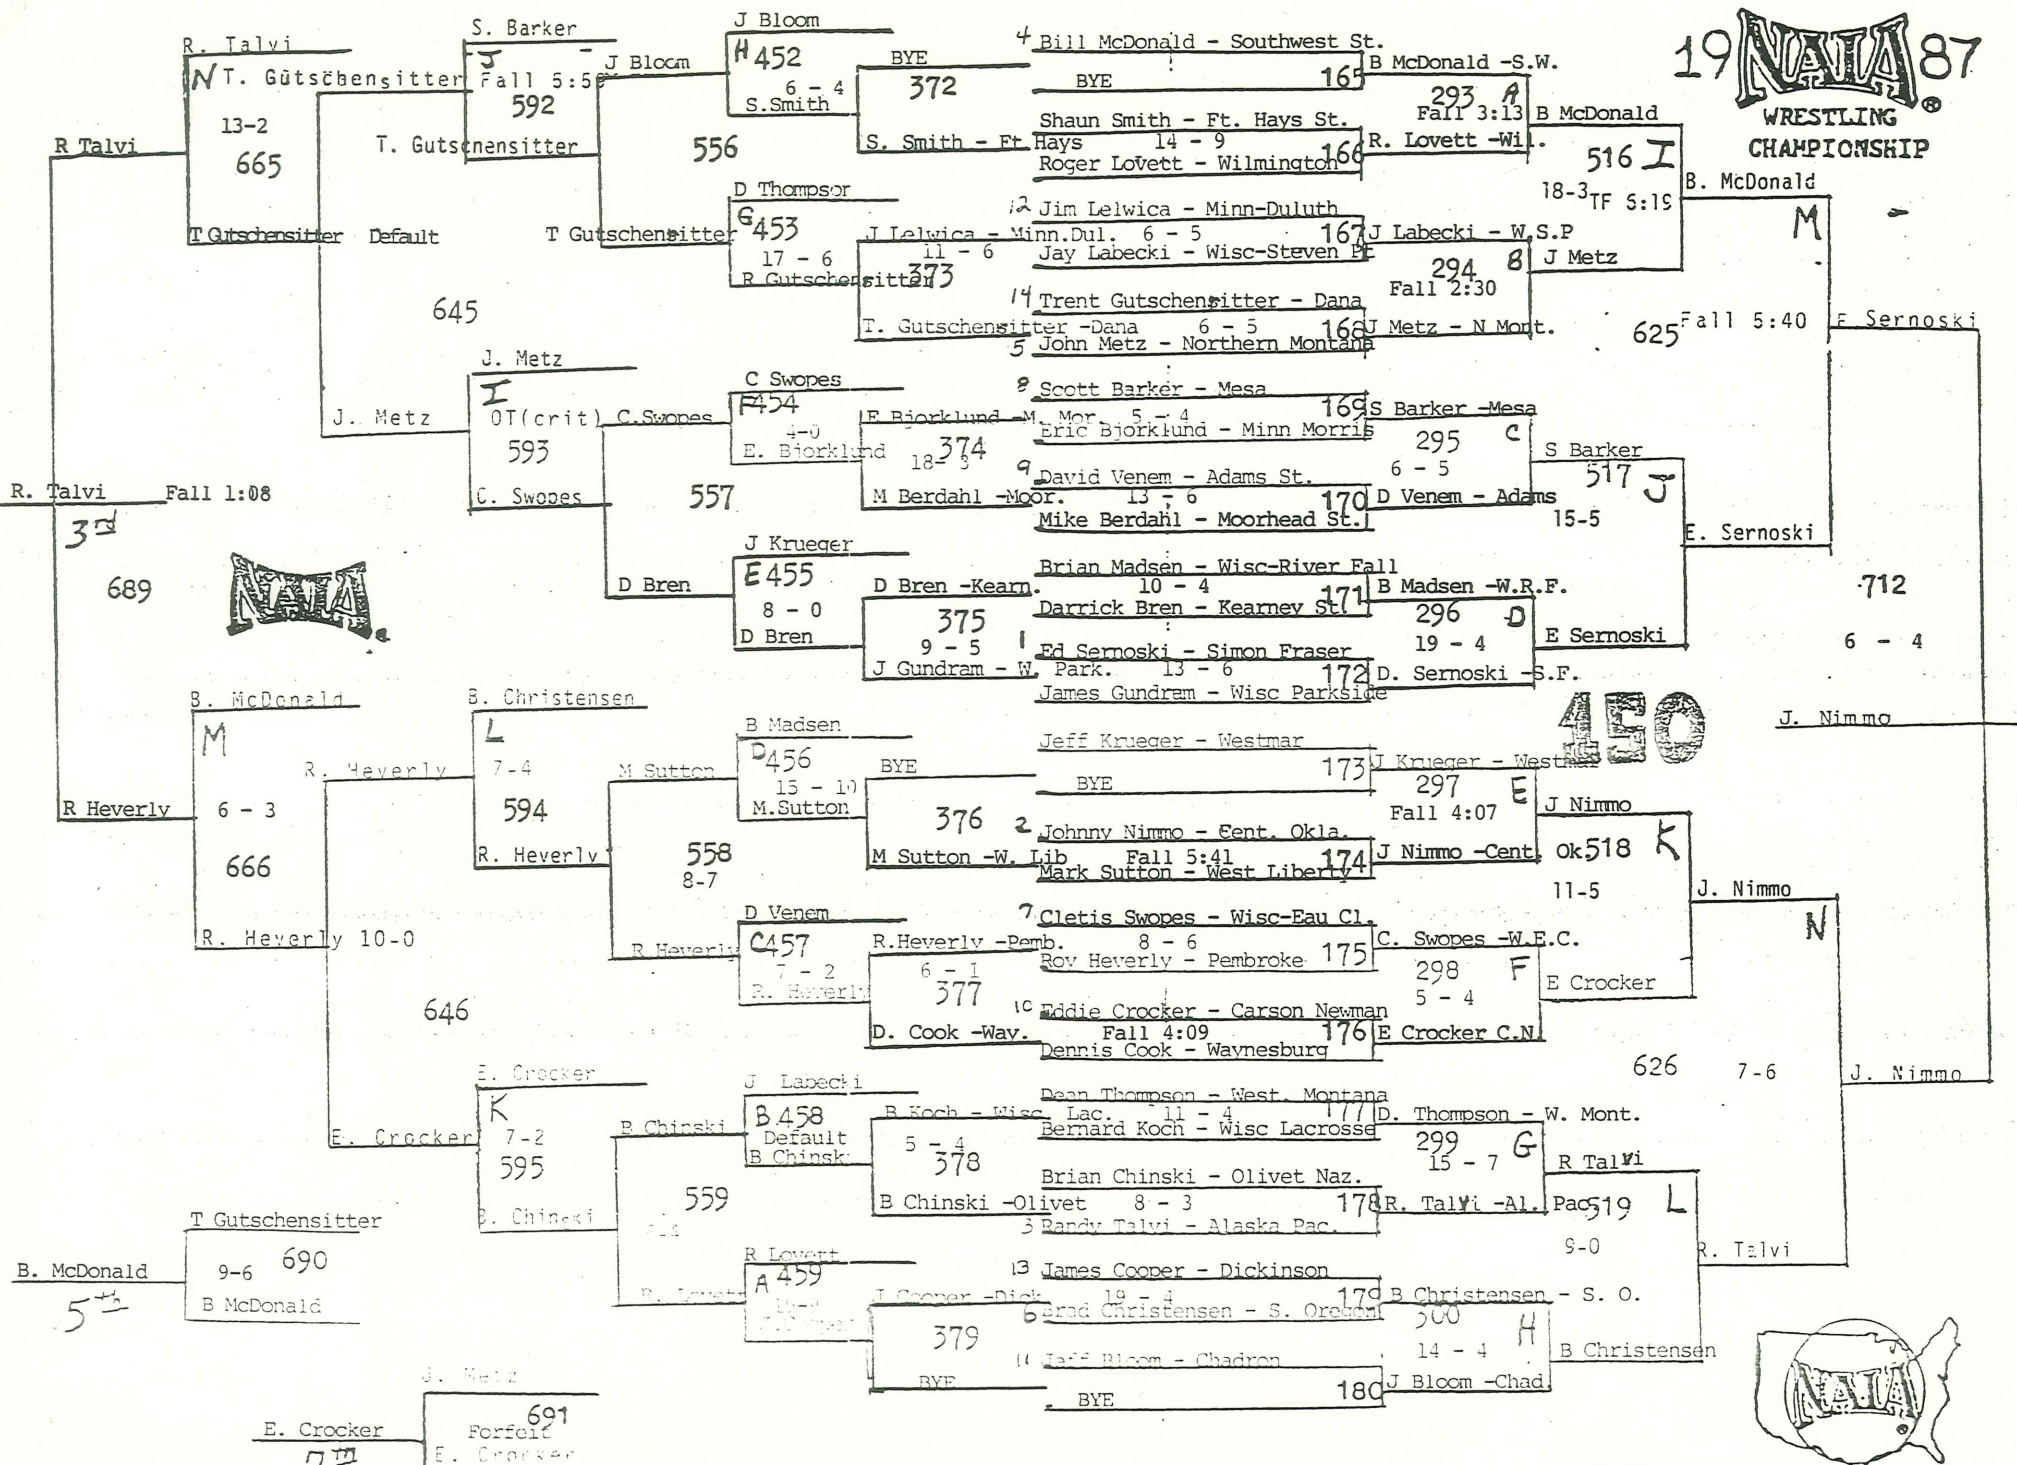 19 NAIA 87
WRESTLING
CHAMPIONSHIP
4 Bill McDonald - Southwest St.
165
BYE
Shaun Smith - Ft. Hays St.
14 - 9
166
Roger Lovett - Wilmington
12 Jim Lelwica - Minn-Duluth
6 - 5
167
Jay Labecki - Wisc-Steven Pt
14 Trent Gutschensitter - Dana
6 - 5
168
5 John Metz - Northern Montana
8 Scott Barker - Mesa
5 - 4
169
Eric Bjorklund - Minn Morris
9 David Venem - Adams St.
13 - 6
170
Mike Berdahl - Moorhead St.
Brian Madsen - Wisc-River Fall
10 - 4
171
Darrick Bren - Kearney St.
1 Ed Sernoski - Simon Fraser
13 - 6
172
James Gundram - Wisc Parkside
Jeff Krueger - Westmar
173
BYE
2 Johnny Nimmo - Cent. Okla.
Fall 5:41
174
Mark Sutton - West Liberty
7 Cletis Swopes - Wisc-Eau Cl.
8 - 6
175
Roy Heverly - Pembroke
10 Eddie Crocker - Carson Newman
Fall 4:09
176
Dennis Cook - Waynesburg
Dean Thompson - West. Montana
11 - 4
177
Bernard Koch - Wisc Lacrosse
Brian Chinski - Olivet Naz.
8 - 3
178
3 Randy Talvi - Alaska Pac.
13 James Cooper - Dickinson
19 - 4
179
6 Brad Christensen - S. Oregon
11 Jeff Bloom - Chadron
180
BYE
B McDonald -S.W.
293 A
Fall 3:13
R. Lovett -Wil.
J Labecki - W.S.P
294 B
Fall 2:30
J Metz - N Mont.
S Barker -Mesa
295 C
6 - 5
D Venem - Adams
B Madsen -W.R.F.
296 D
19 - 4
D. Sernoski -S.F.
J Krueger - Westmar
297 E
Fall 4:07
J Nimmo -Cent. Ok
C. Swopes -W.E.C.
298 F
5 - 4
E Crocker C.N.
D. Thompson - W. Mont.
299 G
15 - 7
R. Talvi -Al. Pac
B Christensen - S. O.
300 H
14 - 4
J Bloom -Chad.
B McDonald
516 I
18-3 TF 5:19
J Metz
S Barker
517 J
15-5
E Sernoski
J Nimmo
518 K
11-5
E Crocker
R Talvi
519 L
9-0
B Christensen
B. McDonald
M
625 Fall 5:40
E. Sernoski
J. Nimmo
N
626 7-6
R. Talvi
E Sernoski
712
6 - 4
J. Nimmo
J. Nimmo
450
NAIA
BYE
372
S. Smith - Ft Hays
J Lelwica - Minn.Dul.
11 - 6
373
T. Gutschensitter -Dana
E Bjorklund -M. Mor.
374
18- 3
M Berdahl -Moor.
D Bren -Kearn.
375
9 - 5
J Gundram - W. Park.
BYE
376
M Sutton -W. Lib
R.Heverly -Pemb.
6 - 1
377
D. Cook -Way.
B Koch - Wisc. Lac.
5 - 4
378
B Chinski -Olivet
J Cooper -Dick
379
BYE
J Bloom
H 452
6 - 4
S.Smith
D Thompson
G 453
17 - 6
R Gutschensitter
C Swopes
F 454
4-0
E. Bjorklund
J Krueger
E 455
8 - 0
D Bren
B Madsen
D 456
15 - 10
M.Sutton
D Venem
C 457
7 - 2
R. Heverly
J Labecki
B 458
Default
B Chinski
R Lovett
A 459
J Bloom
556
T Gutschensitter
C.Swopes
557
D Bren
M Sutton
558
8-7
R Heverly
B Chinski
559
R. Lovett
S. Barker
J
Fall 5:56
592
T. Gutschensitter
J. Metz
I
OT(crit)
593
C. Swopes
B. Christensen
L
7-4
594
R. Heverly
E. Crocker
K
7-2
595
B. Chinski
T. Gutschensitter
645
J. Metz
R. Heverly
646
E. Crocker
R. Talvi
N
13-2
665
T Gutschensitter Default
B. McDonald
M
6 - 3
666
R. Heverly 10-0
R Talvi
689
R Heverly
R. Talvi Fall 1:08
3rd
NAIA
T Gutschensitter
9-6 690
B McDonald
B. McDonald
5th
J. Metz
691
Forfeit
E. Crocker
E. Crocker
7th